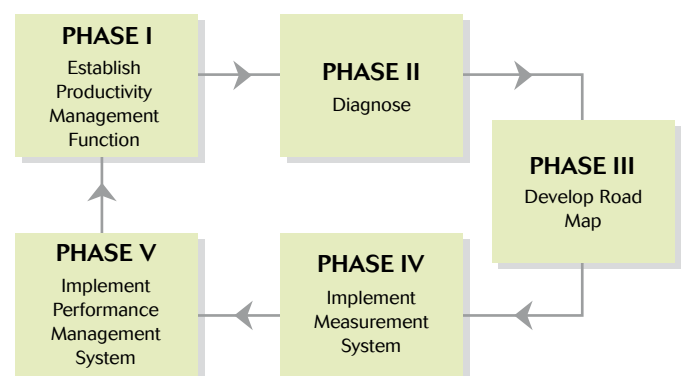 PHASE I
Establish
Productivity
Management
Function
PHASE II
Diagnose
PHASE III
Develop Road
Map
PHASE IV
Implement
Measurement
System
PHASE V
Implement
Performance
Management
System